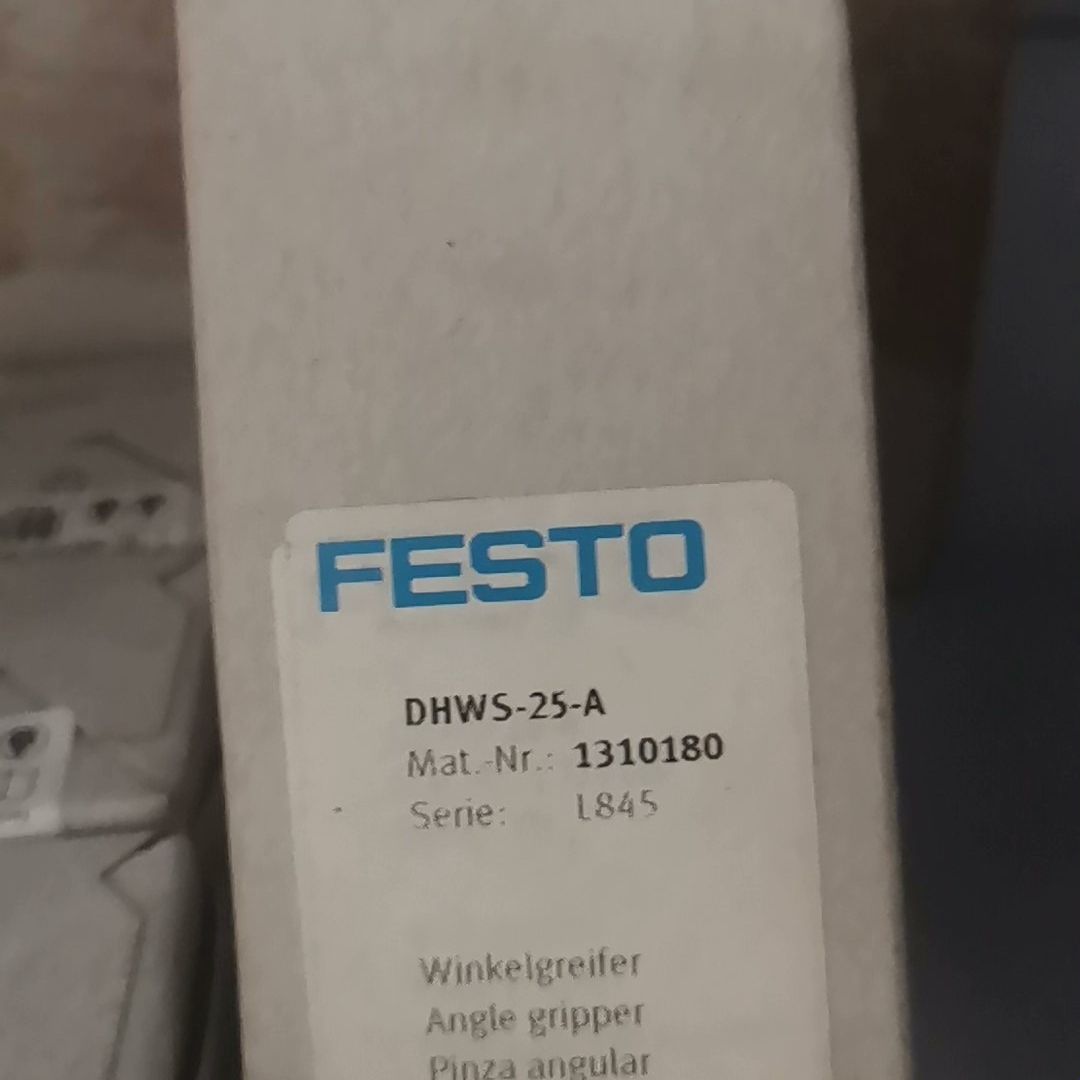 FESTO
DHWS-25-A
Mat.-Nr.: 1310180
Serie: L845
Winkelgreifer
Angle gripper
Pinza angular